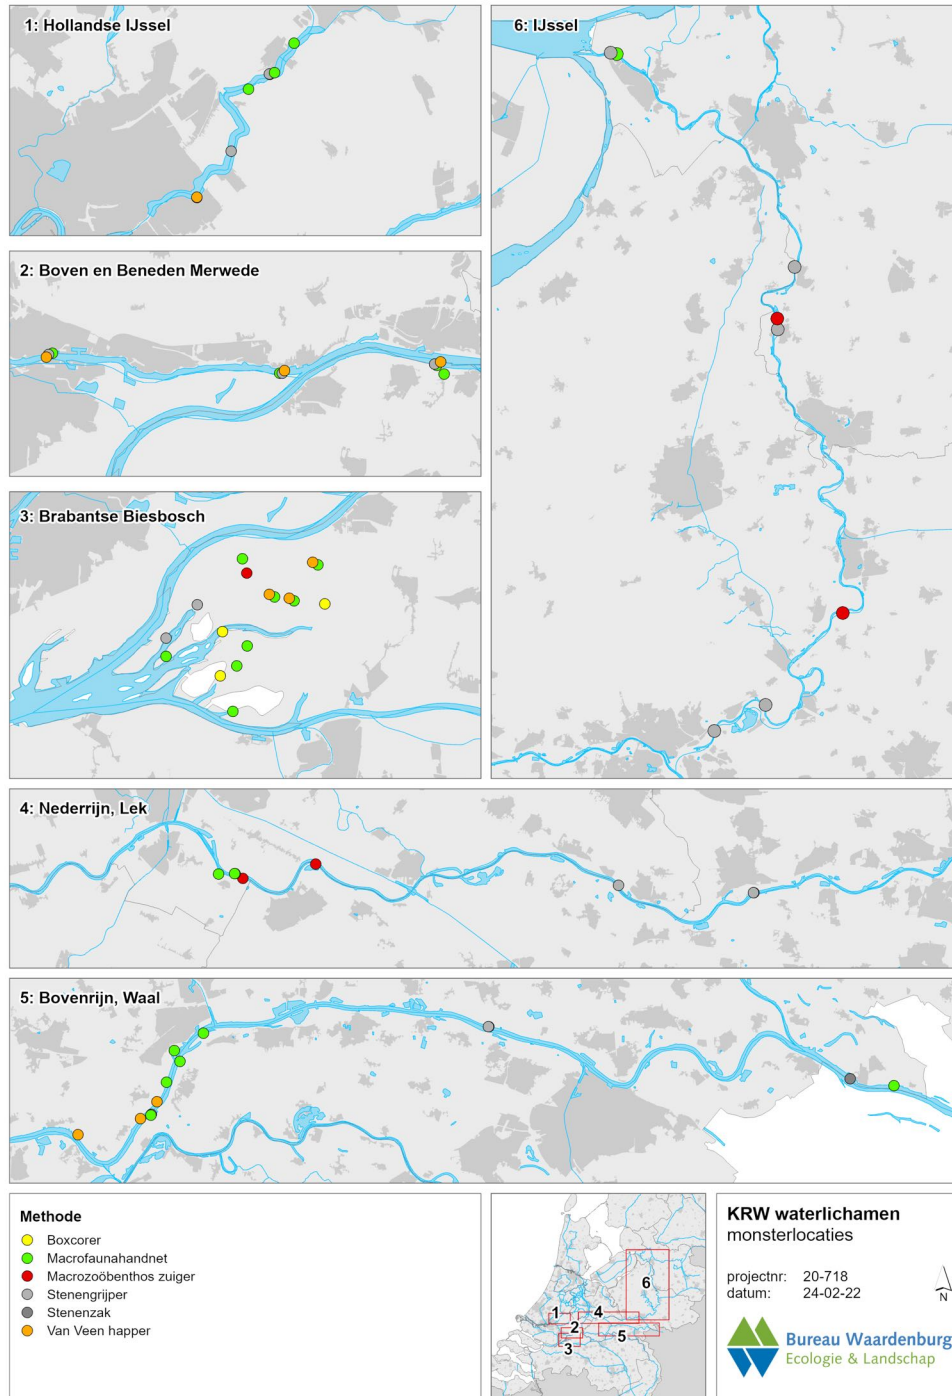 1: Hollandse IJssel
6: IJssel
2: Boven en Beneden Merwede
3: Brabantse Biesbosch
4: Nederrijn, Lek
5: Bovenrijn, Waal
Methode
Boxcorer
Macrofaunahandnet
Macrozoöbenthos zuiger
Stenengrijper
Stenenzak
Van Veen happer
6
1
4
2
5
3
KRW waterlichamen
monsterlocaties
projectnr: 20-718
datum: 24-02-22
N
Bureau Waardenburg
Ecologie & Landschap